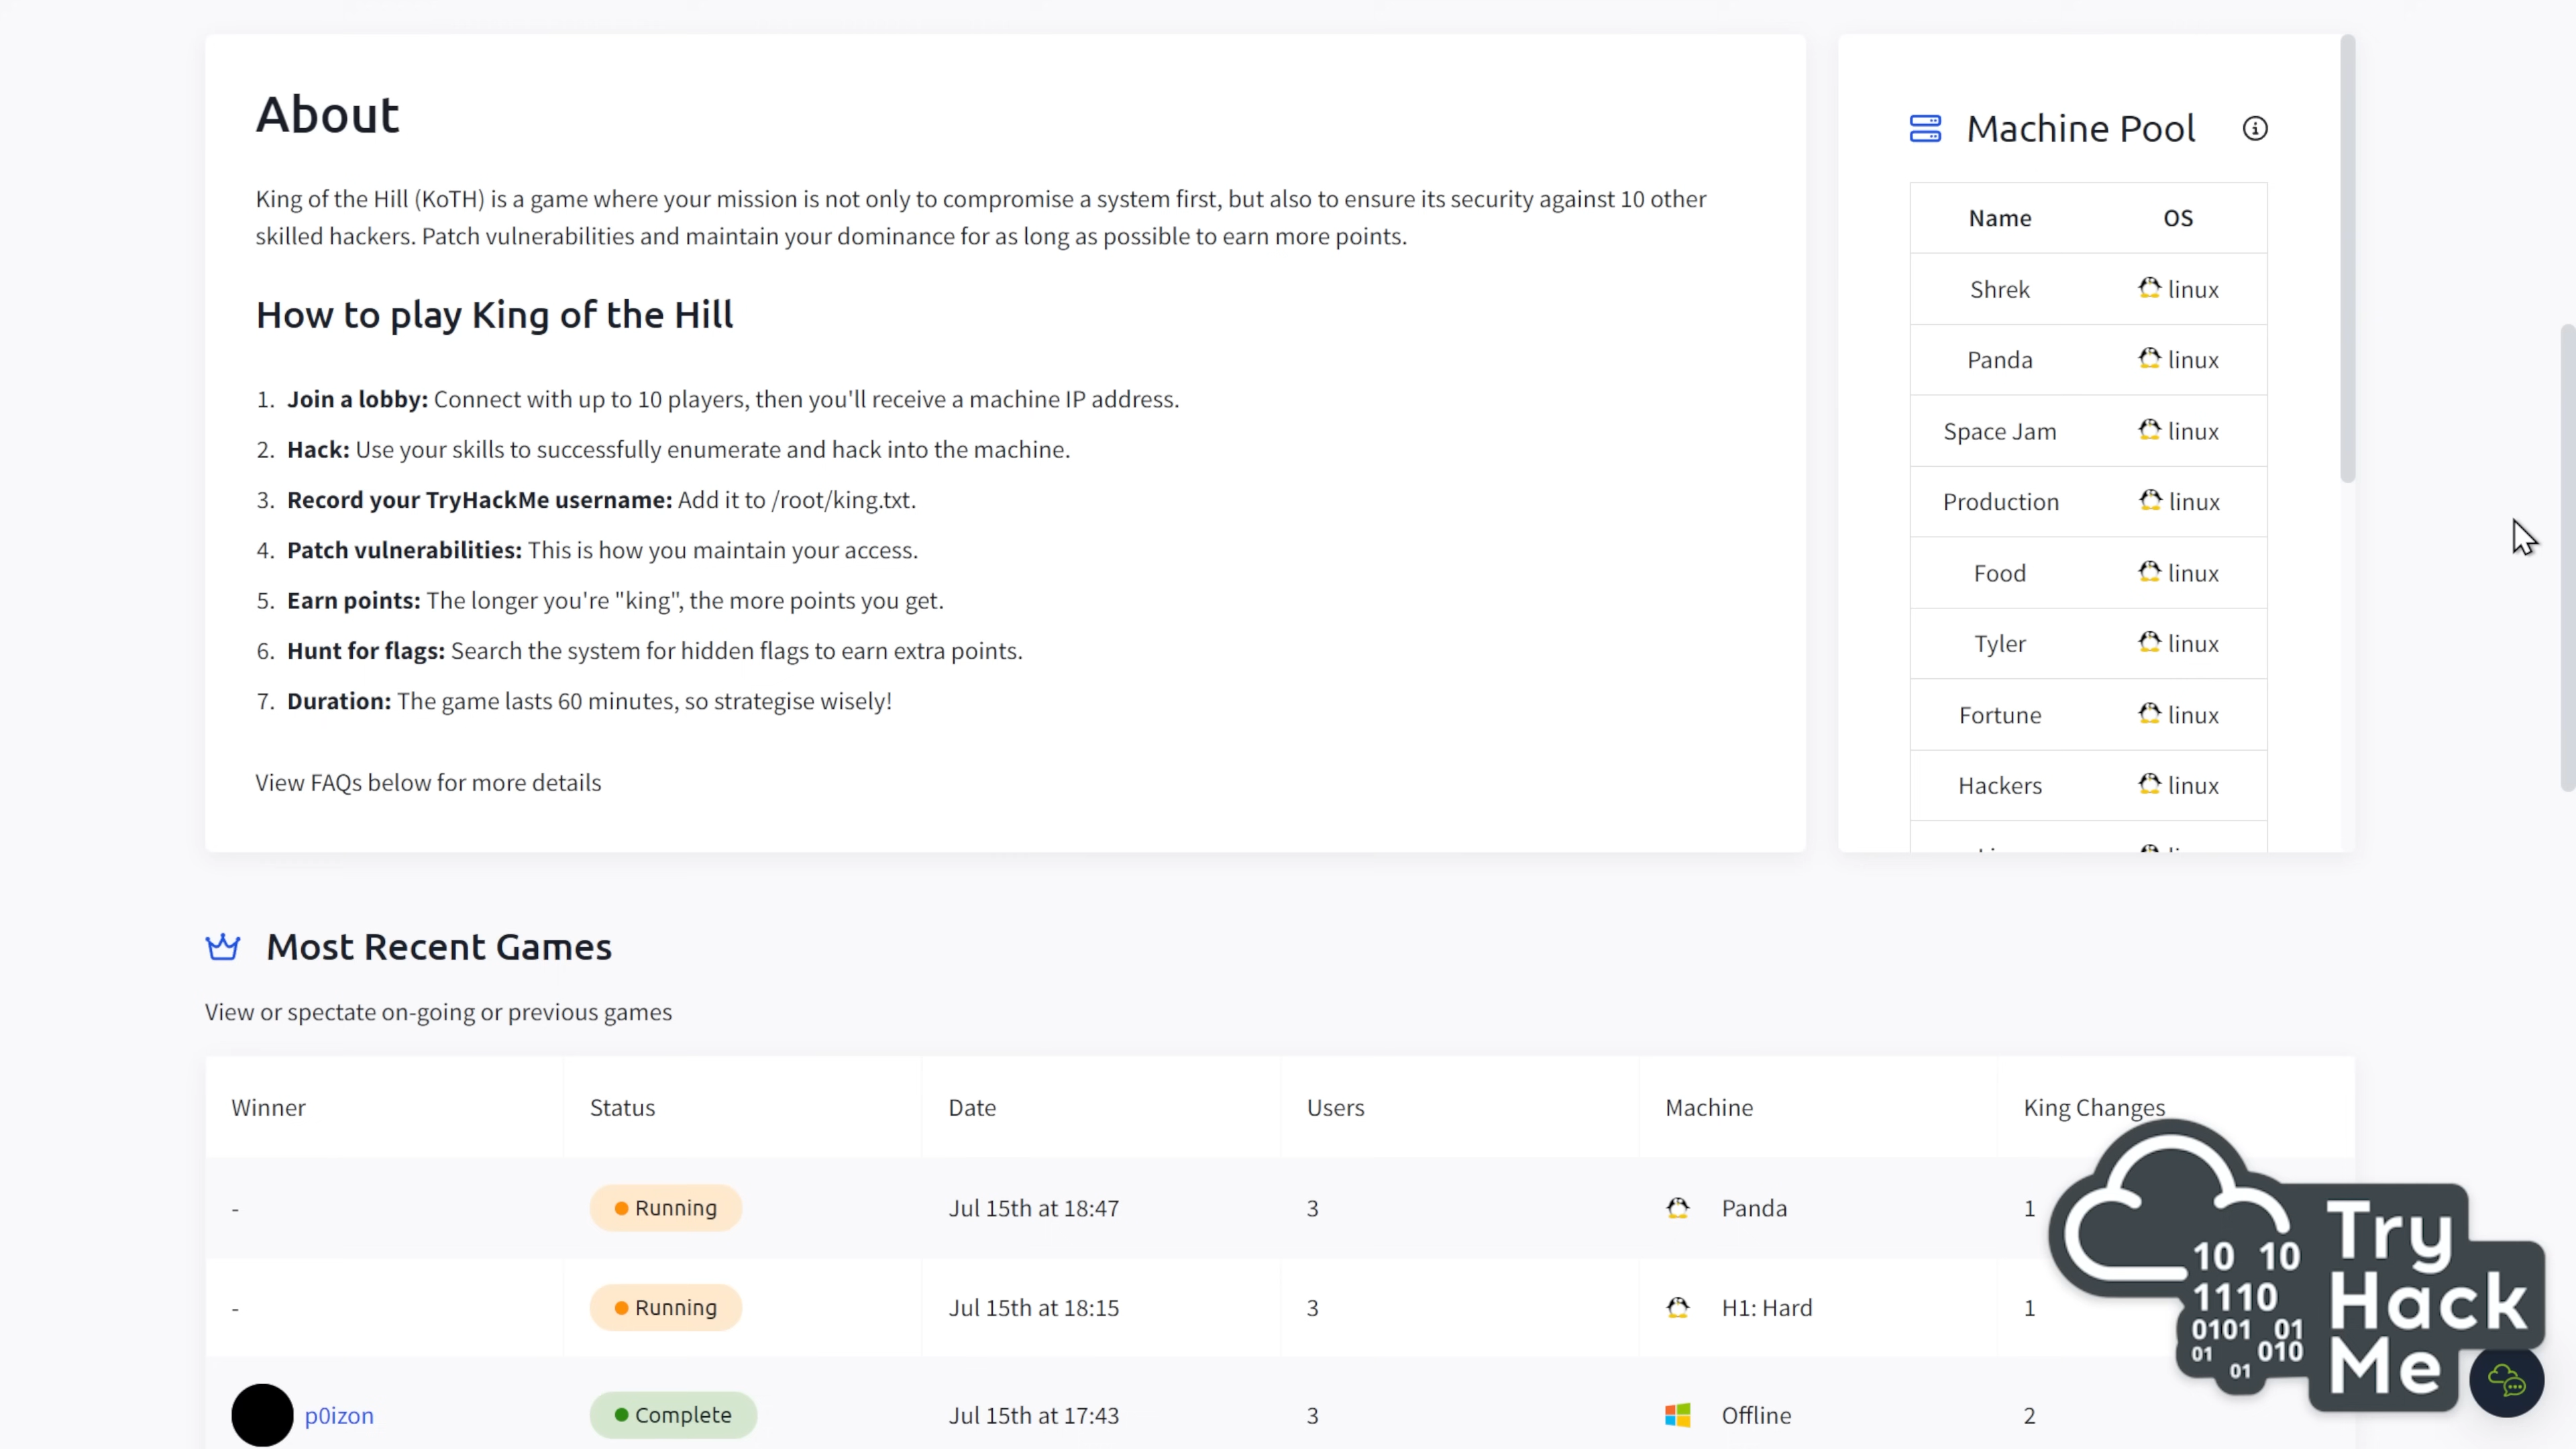 About
King of the Hill (KoTH) is a game where your mission is not only to compromise a system first, but also to ensure its security against 10 other
skilled hackers. Patch vulnerabilities and maintain your dominance for as long as possible to earn more points.
How to play King of the Hill
1. Join a lobby: Connect with up to 10 players, then you'll receive a machine IP address.
2. Hack: Use your skills to successfully enumerate and hack into the machine.
3. Record your TryHackMe username: Add it to /root/king.txt.
4. Patch vulnerabilities: This is how you maintain your access.
5. Earn points: The longer you're "king", the more points you get.
6. Hunt for flags: Search the system for hidden flags to earn extra points.
7. Duration: The game lasts 60 minutes, so strategise wisely!
View FAQs below for more details
Machine Pool
Name OS
Shrek linux
Panda linux
Space Jam linux
Production linux
Food linux
Tyler linux
Fortune linux
Hackers linux
Most Recent Games
View or spectate on-going or previous games
Winner Status Date Users Machine King Changes
- Running Jul 15th at 18:47 3 Panda 1
- Running Jul 15th at 18:15 3 H1: Hard 1
p0izon Complete Jul 15th at 17:43 3 Offline 2
Try
Hack
Me
10 10
1110
0101 01
01 010
01